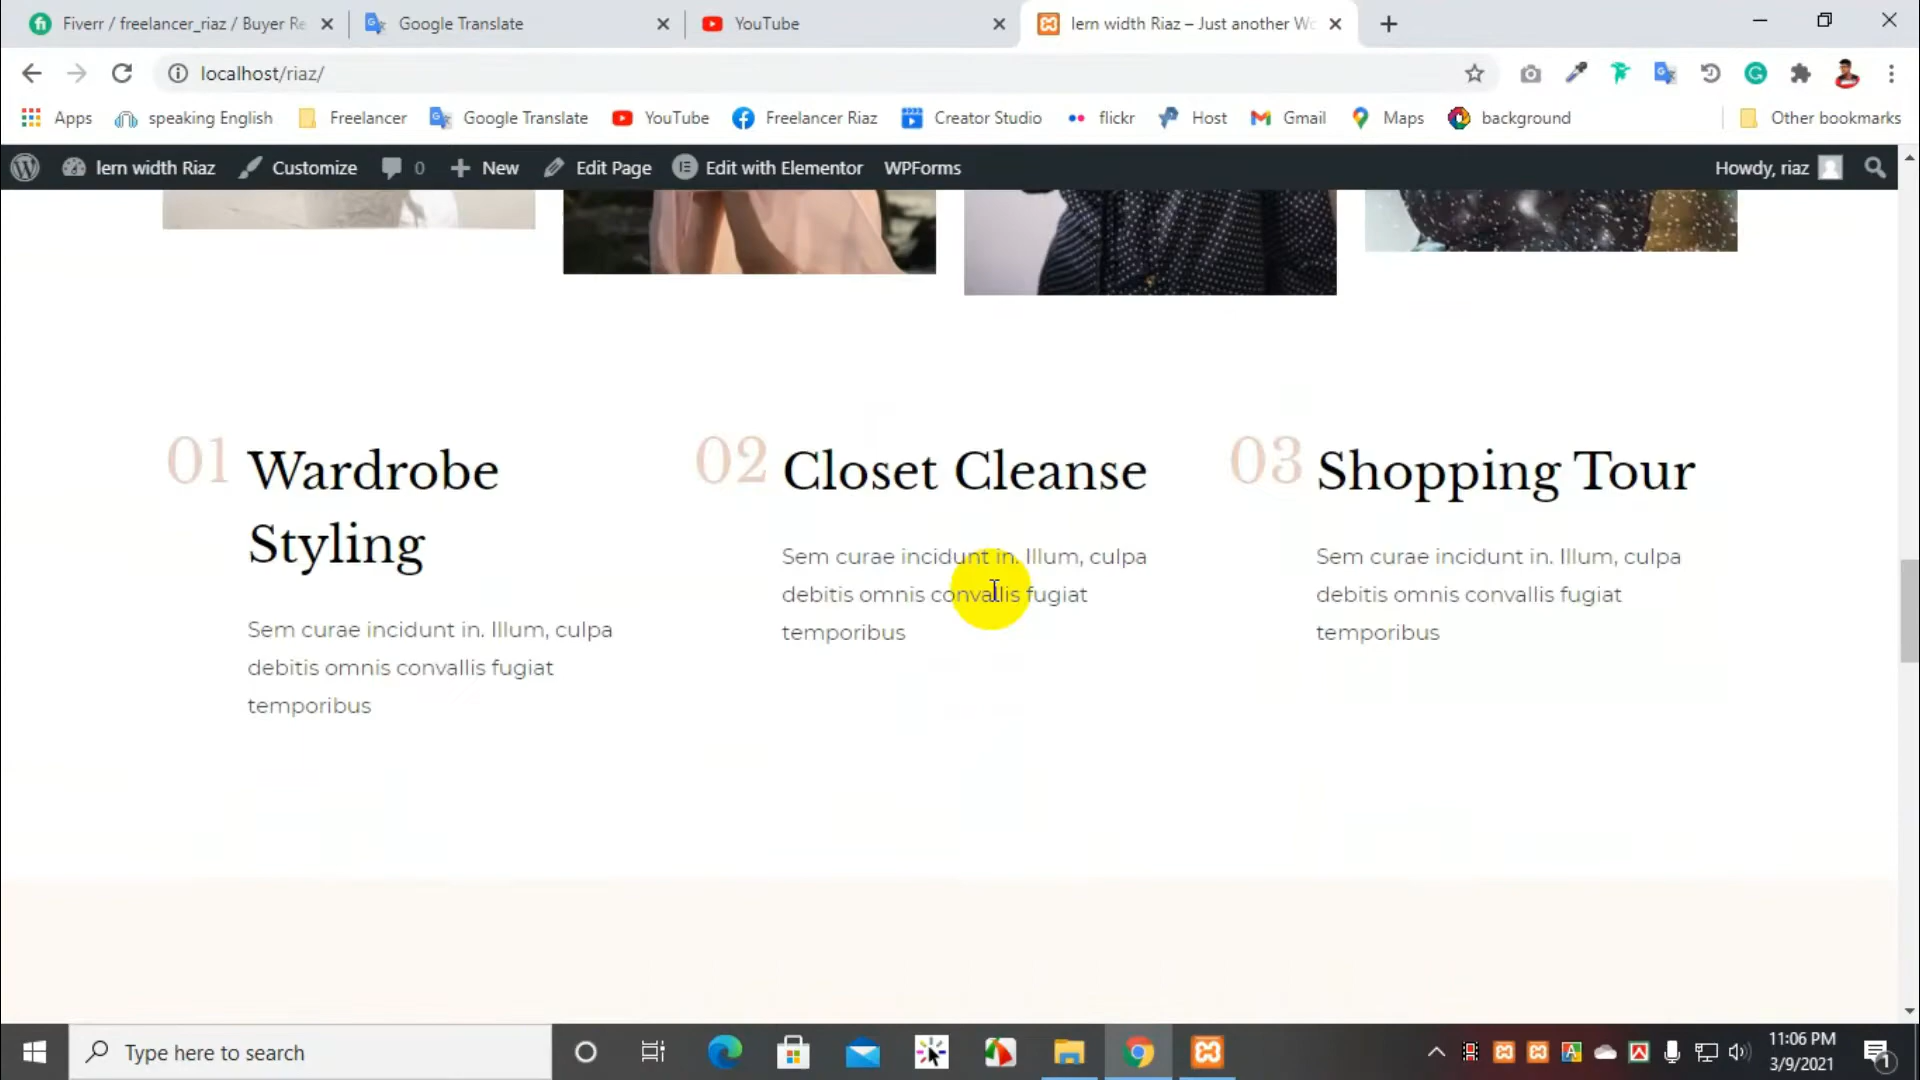 Fiverr / freelancer_riaz / Buyer Re
Google Translate
YouTube
lern width Riaz – Just another Wo
localhost/riaz/
Apps
speaking English
Freelancer
Google Translate
YouTube
Freelancer Riaz
Creator Studio
flickr
Host
Gmail
Maps
background
Other bookmarks
lern width Riaz
Customize
0
New
Edit Page
Edit with Elementor
WPForms
Howdy, riaz
01 Wardrobe
Styling
Sem curae incidunt in. Illum, culpa
debitis omnis convallis fugiat
temporibus
02 Closet Cleanse
Sem curae incidunt in. Illum, culpa
debitis omnis convallis fugiat
temporibus
03 Shopping Tour
Sem curae incidunt in. Illum, culpa
debitis omnis convallis fugiat
temporibus
Type here to search
11:06 PM
3/9/2021
1